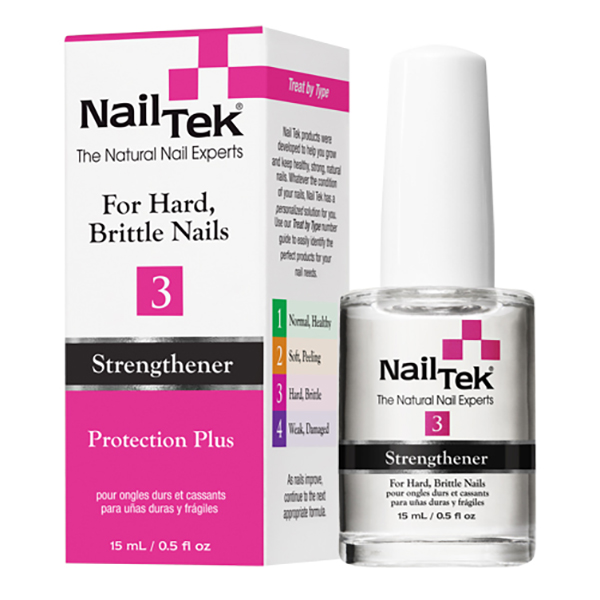 NailTek®
The Natural Nail Experts
For Hard,
Brittle Nails
3
Strengthener
Protection Plus
pour ongles durs et cassants
para uñas duras y frágiles
15 mL / 0.5 fl oz
Treat by Type
Nail Tek products were
developed to help you grow
and keep healthy, strong, natural
nails. Whatever the condition
of your nails, Nail Tek has a
personalized solution for you.
Use our Treat by Type number
guide to easily identify the
perfect products for your
nail needs.
1 Normal, Healthy
2 Soft, Peeling
3 Hard, Brittle
4 Weak, Damaged
As nails improve,
continue to the next
appropriate formula.
NailTek®
The Natural Nail Experts
3
Strengthener
For Hard, Brittle Nails
pour ongles durs et cassants
para uñas duras y frágiles
15 mL / 0.5 fl oz